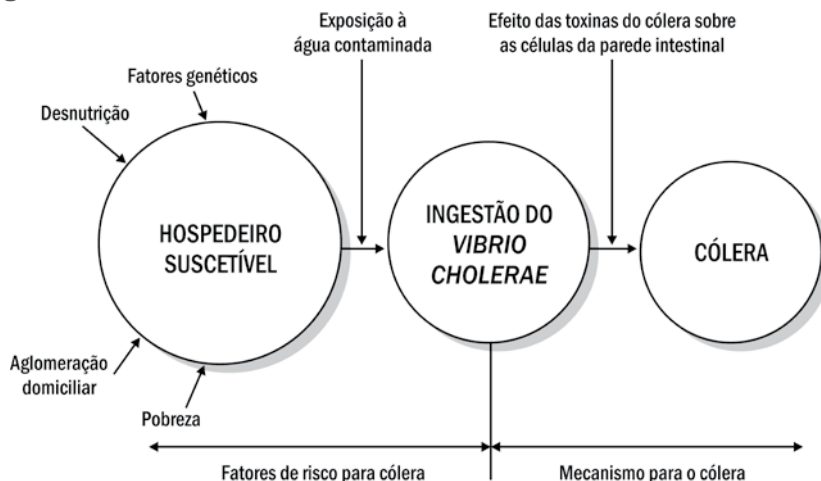 Exposição à
água contaminada
Efeito das toxinas do cólera sobre
as células da parede intestinal
Fatores genéticos
Desnutrição
HOSPEDEIRO
SUSCETÍVEL
INGESTÃO DO
VIBRIO
CHOLERAE
CÓLERA
Aglomeração
domiciliar
Pobreza
Fatores de risco para cólera
Mecanismo para o cólera